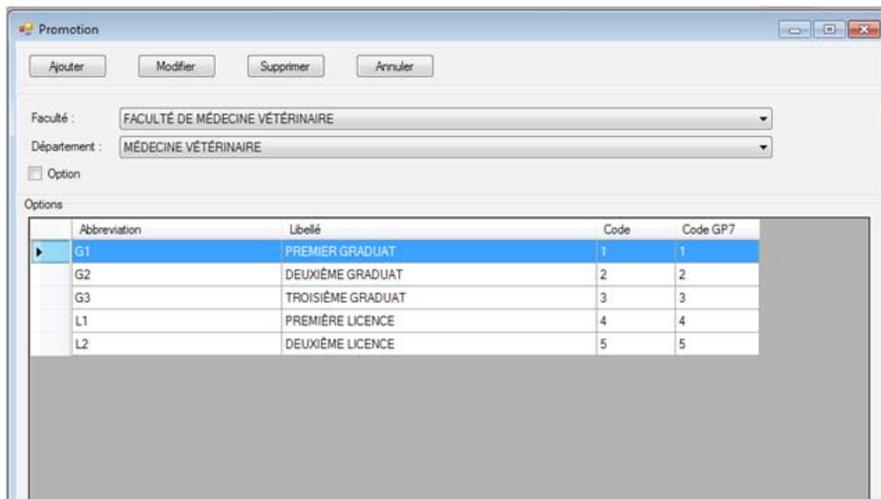 Promotion
Ajouter Modifier Supprimer Annuler
Faculté : FACULTÉ DE MÉDECINE VÉTÉRINAIRE
Département : MÉDECINE VÉTÉRINAIRE
Option
Options
Abbreviation Libellé Code Code GP7
G1 PREMIER GRADUAT 1 1
G2 DEUXIÈME GRADUAT 2 2
G3 TROISIÈME GRADUAT 3 3
L1 PREMIÈRE LICENCE 4 4
L2 DEUXIÈME LICENCE 5 5